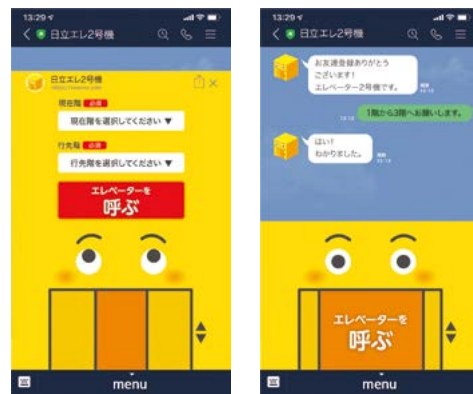 13:29
日立エレ2号機
日立エレ2号機
現在階 必須
現在階を選択してください ▼
行先階 必須
行先階を選択してください ▼
エレベーターを
呼ぶ
menu
13:29
日立エレ2号機
お友達登録ありがとう
ございます!
エレベーター2号機です。
1階から3階へお願いします。
はい!
わかりました。
エレベーターを
呼ぶ
menu